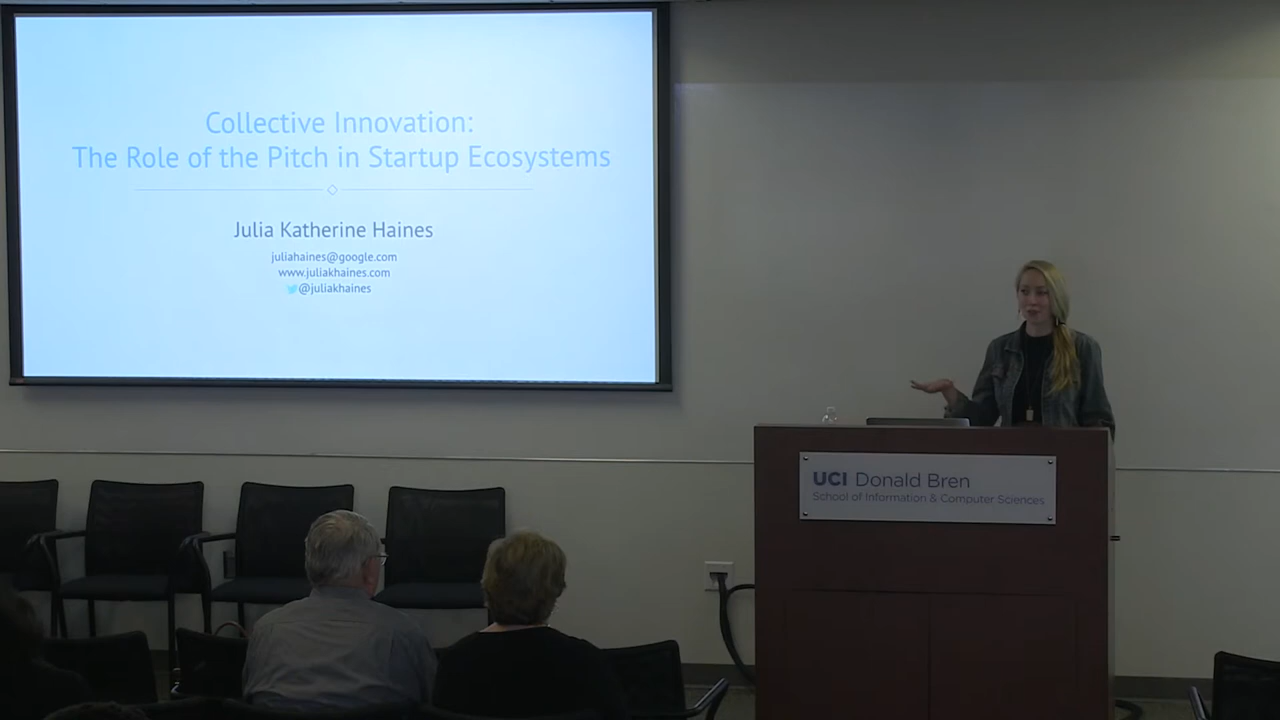 Collective Innovation:
The Role of the Pitch in Startup Ecosystems
Julia Katherine Haines
juliahaines@google.com
www.juliakhaines.com
@juliakhaines
UCI Donald Bren
School of Information & Computer Sciences